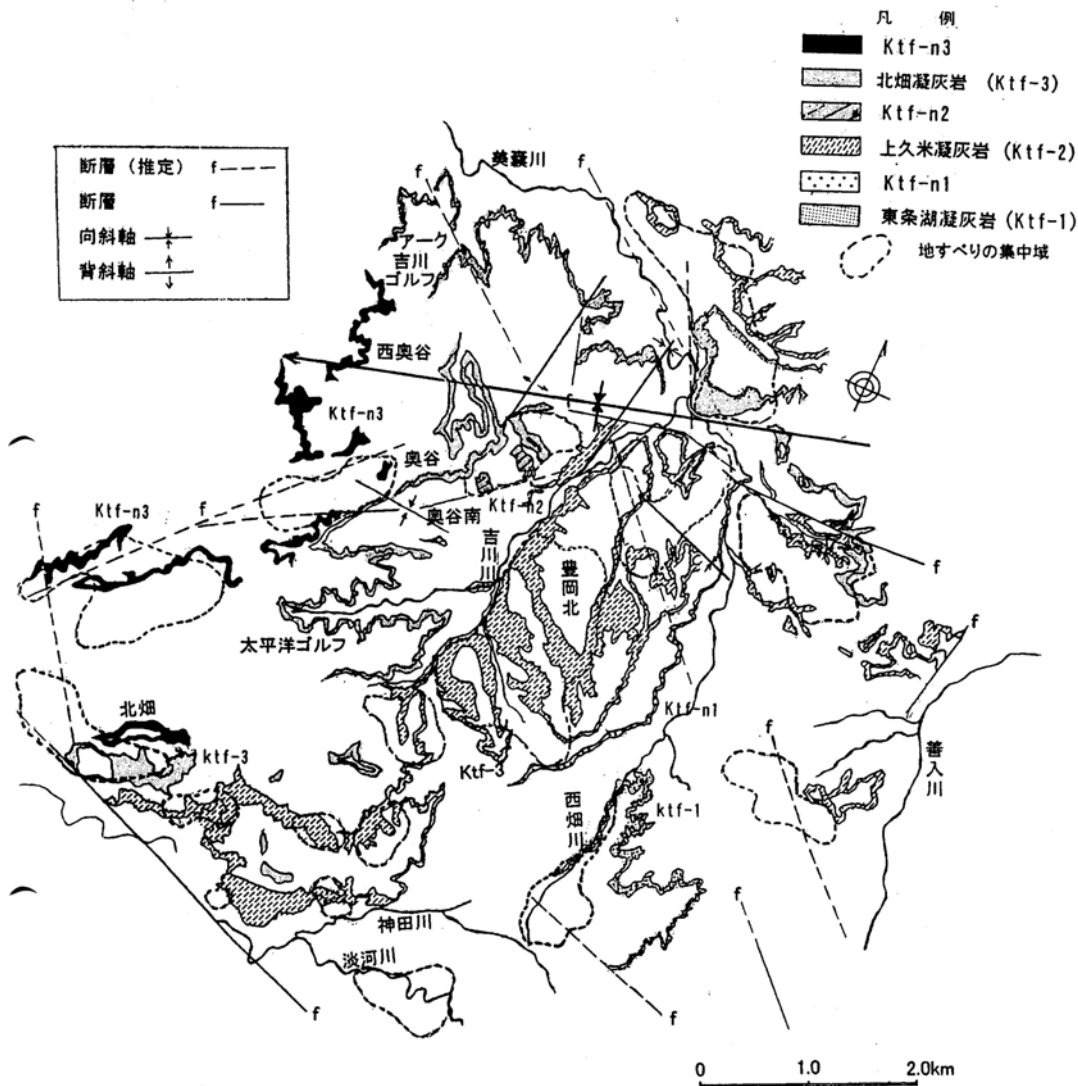 凡 例
Ktf-n3
北畑凝灰岩 (Ktf-3)
Ktf-n2
上久米凝灰岩 (Ktf-2)
Ktf-n1
東条湖凝灰岩 (Ktf-1)
地すべりの集中域
断層 (推定) f
断層 f
向斜軸
背斜軸
美嚢川
f
f
アーク
吉川
ゴルフ
西奥谷
f
Ktf-n3
奥谷
f
Ktf-n3
f
Ktf-n2
奥谷南
吉川川
豊岡北
f
f
太平洋ゴルフ
北畑
ktf-3
Ktf-n1
Ktf-3
f
善入川
西畑川
ktf-1
f
神田川
淡河川
f
f
0 1.0 2.0km